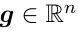 g ∈ ℝⁿ